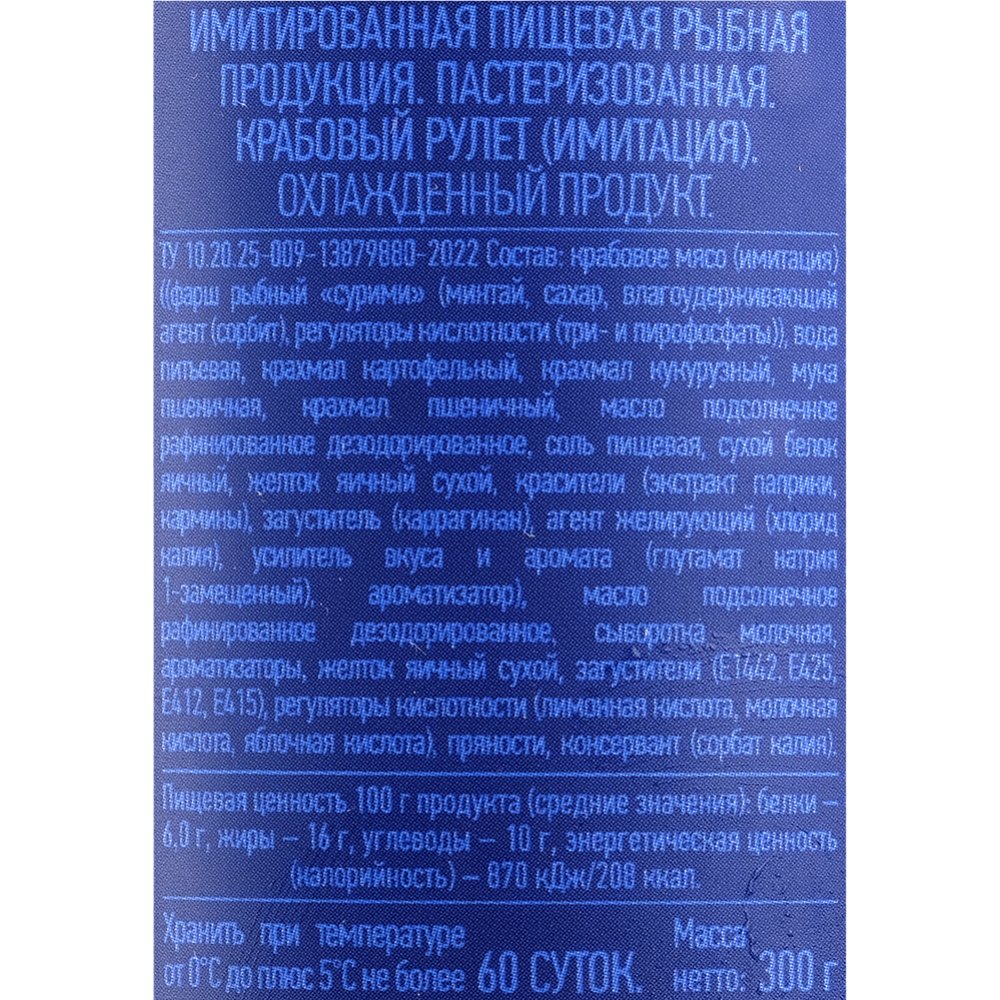 ИМИТИРОВАННАЯ ПИЩЕВАЯ РЫБНАЯ
ПРОДУКЦИЯ. ПАСТЕРИЗОВАННАЯ.
КРАБОВЫЙ РУЛЕТ (ИМИТАЦИЯ).
ОХЛАЖДЕННЫЙ ПРОДУКТ.
ТУ 10.20.25-009-13879880-2022 Состав: крабовое мясо (имитация)
((фарш рыбный «сурими» (минтай, сахар, влагоудерживающий
агент (сорбит), регуляторы кислотности (три- и пирофосфаты)), вода
питьевая, крахмал картофельный, крахмал кукурузный, мука
пшеничная, крахмал пшеничный, масло подсолнечное
рафинированное дезодорированное, соль пищевая, сухой белок
яичный, желток яичный сухой, красители (экстракт паприки,
кармины), загуститель (каррагинан), агент желирующий (хлорид
калия), усилитель вкуса и аромата (глутамат натрия
1-замещенный), ароматизатор), масло подсолнечное
рафинированное дезодорированное, сыворотка молочная,
ароматизаторы, желток яичный сухой, загустители (Е1442, Е425,
Е412, Е415), регуляторы кислотности (лимонная кислота, молочная
кислота, яблочная кислота), пряности, консервант (сорбат калия).
Пищевая ценность 100 г продукта (средние значения): белки –
6.0 г, жиры – 16 г, углеводы – 10 г, энергетическая ценность
(калорийность) – 870 кДж/208 ккал.
Хранить при температуре
от 0°С до плюс 5°С не более 60 СУТОК.
Масса
нетто: 300 г